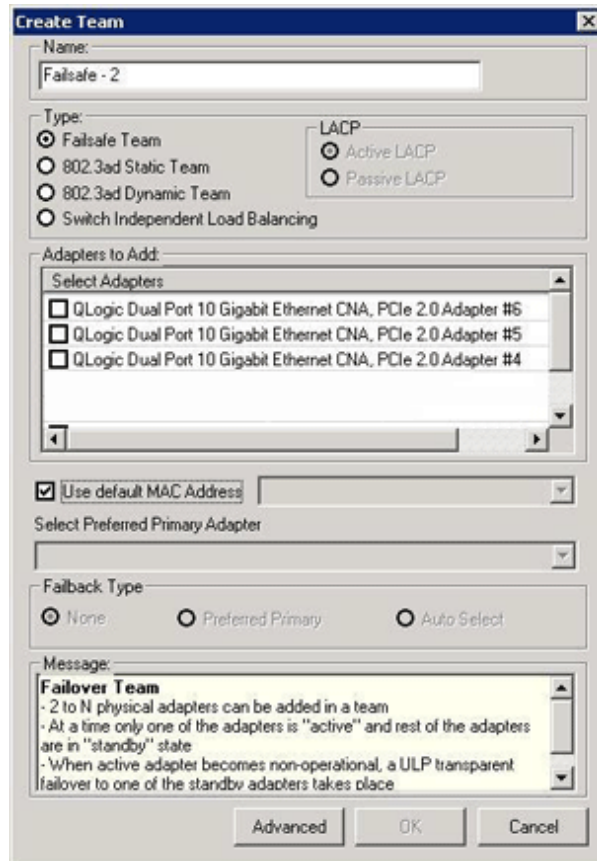 Create Team
Name:
Failsafe - 2
Type:
Failsafe Team
802.3ad Static Team
802.3ad Dynamic Team
Switch Independent Load Balancing
LACP
Active LACP
Passive LACP
Adapters to Add:
Select Adapters
QLogic Dual Port 10 Gigabit Ethernet CNA, PCIe 2.0 Adapter #6
QLogic Dual Port 10 Gigabit Ethernet CNA, PCIe 2.0 Adapter #5
QLogic Dual Port 10 Gigabit Ethernet CNA, PCIe 2.0 Adapter #4
Use default MAC Address
Select Preferred Primary Adapter
Failback Type
None
Preferred Primary
Auto Select
Message:
Failover Team
- 2 to N physical adapters can be added in a team
- At a time only one of the adapters is "active" and rest of the adapters
are in "standby" state
- When active adapter becomes non-operational, a ULP transparent
failover to one of the standby adapters takes place
Advanced
OK
Cancel